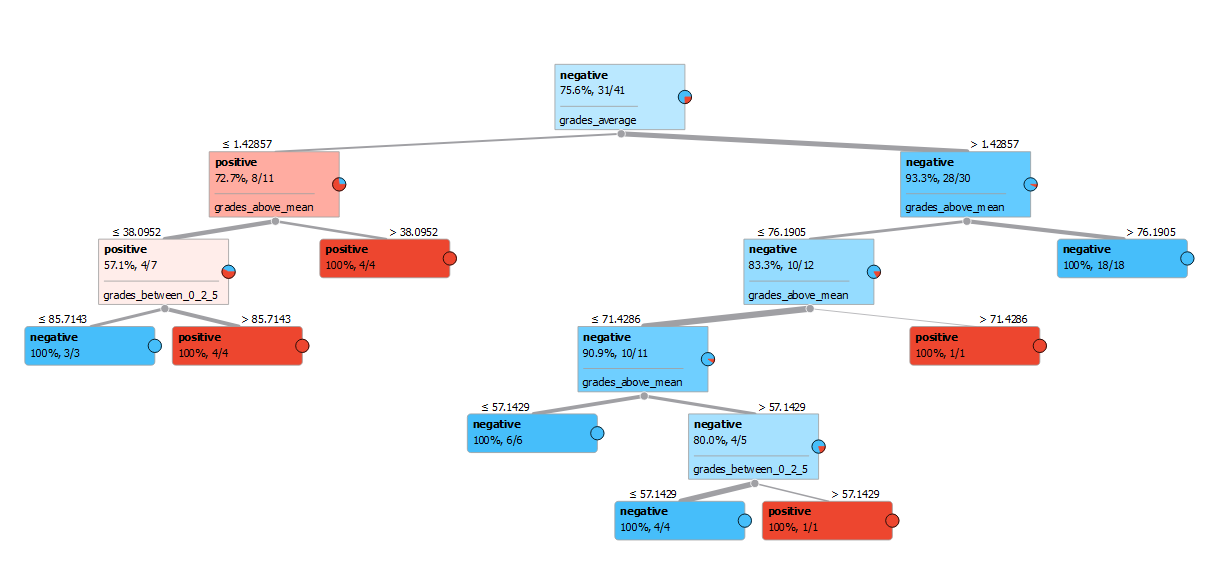 negative
75.6%, 31/41
grades_average
≤ 1.42857
> 1.42857
positive
72.7%, 8/11
grades_above_mean
negative
93.3%, 28/30
grades_above_mean
≤ 38.0952
> 38.0952
≤ 76.1905
> 76.1905
positive
57.1%, 4/7
grades_between_0_2_5
positive
100%, 4/4
negative
83.3%, 10/12
grades_above_mean
negative
100%, 18/18
≤ 85.7143
> 85.7143
≤ 71.4286
> 71.4286
negative
100%, 3/3
positive
100%, 4/4
negative
90.9%, 10/11
grades_above_mean
positive
100%, 1/1
≤ 57.1429
> 57.1429
negative
100%, 6/6
negative
80.0%, 4/5
grades_between_0_2_5
≤ 57.1429
> 57.1429
negative
100%, 4/4
positive
100%, 1/1